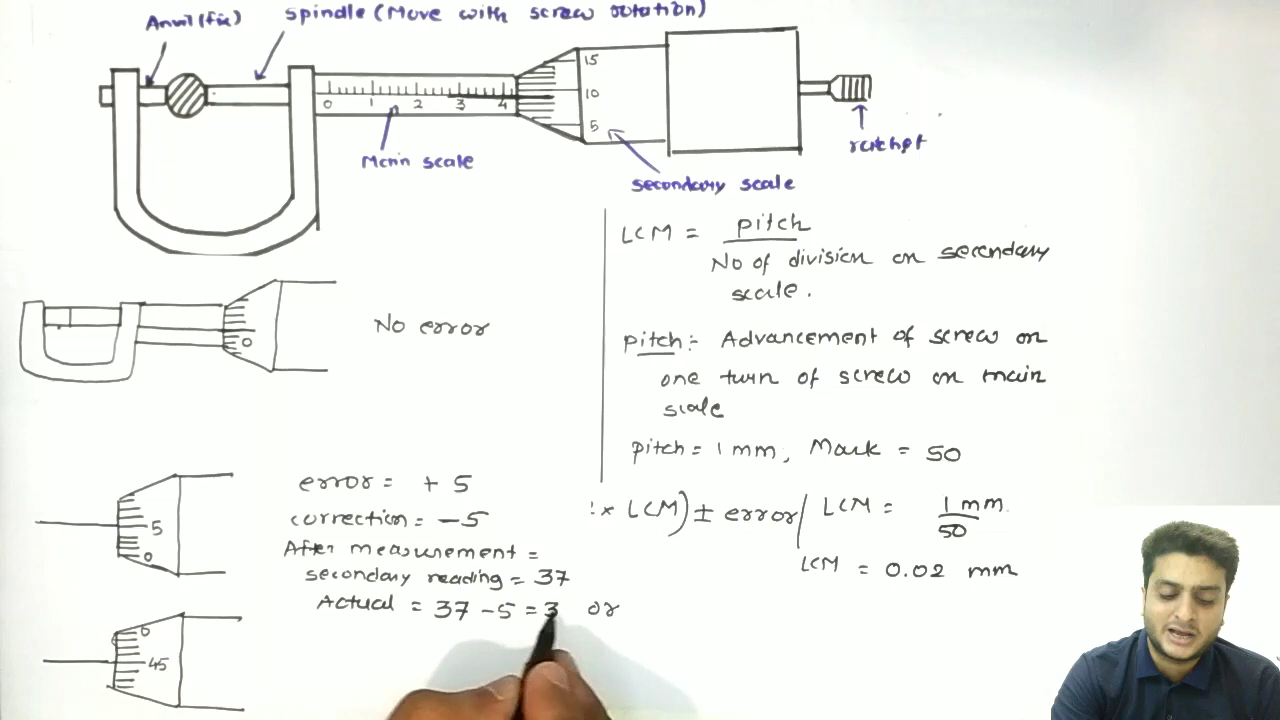 Anvil(fix)
spindle (Move with screw rotation)
15
10
5
0 1 2 3 4
Main scale
ratchet
secondary scale
LCM = pitch
No of division on secondary
scale.
0
No error
pitch:- Advancement of screw on
one turn of screw on main
scale
pitch = 1 mm, Mark = 50
5
0
error = + 5
correction = -5
After measurement =
secondary reading = 37
Actual = 37 - 5 = 3 or
× LCM) ± error
LCM = 1 mm
50
LCM = 0.02 mm
0
45